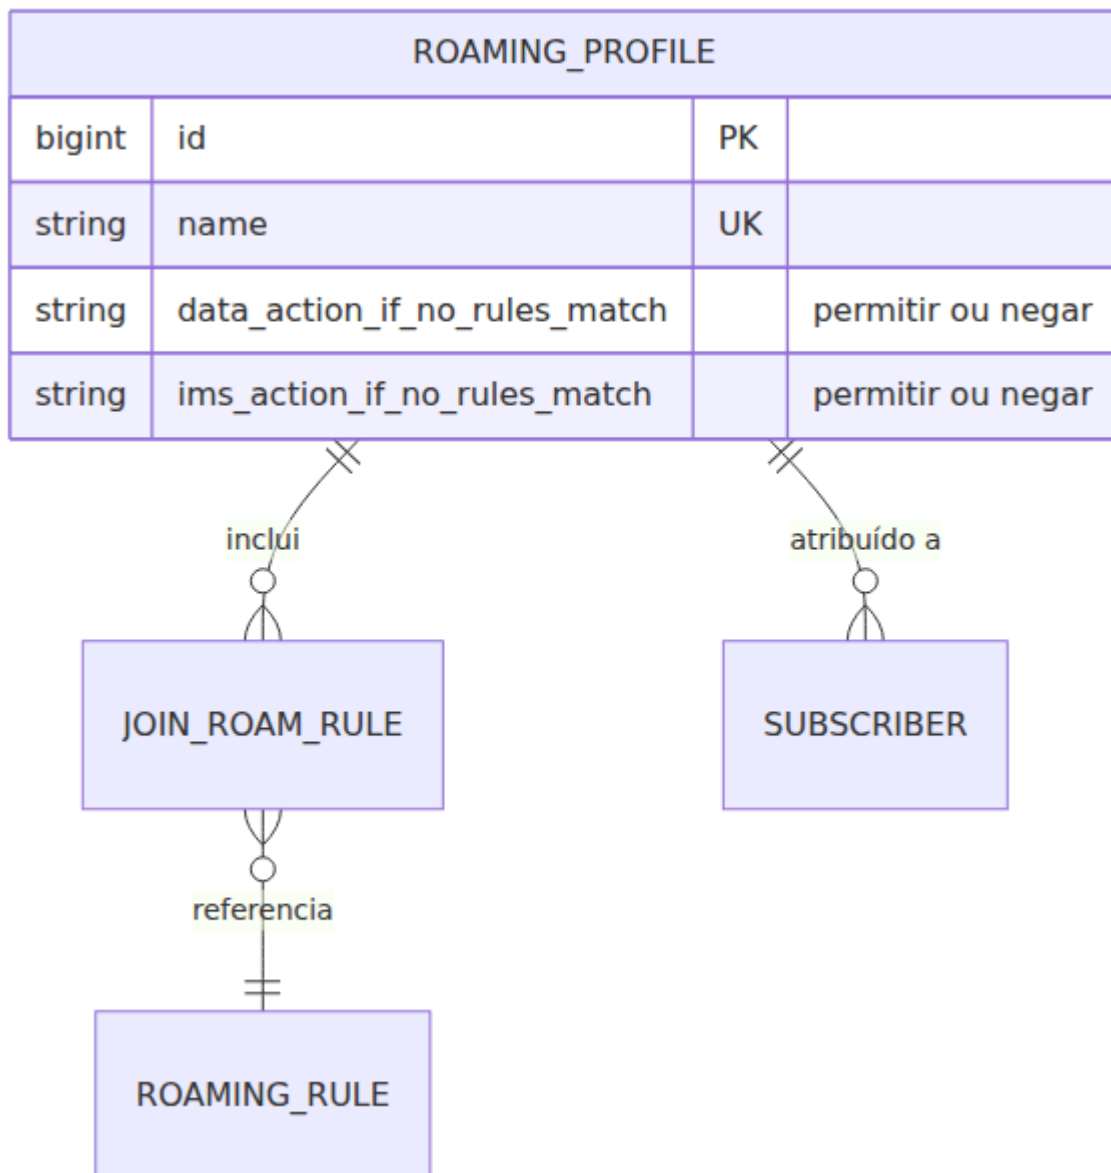 ROAMING_PROFILE
bigint id PK
string name UK
string data_action_if_no_rules_match permitir ou negar
string ims_action_if_no_rules_match permitir ou negar
inclui atribuído a
JOIN_ROAM_RULE SUBSCRIBER
referencia
ROAMING_RULE